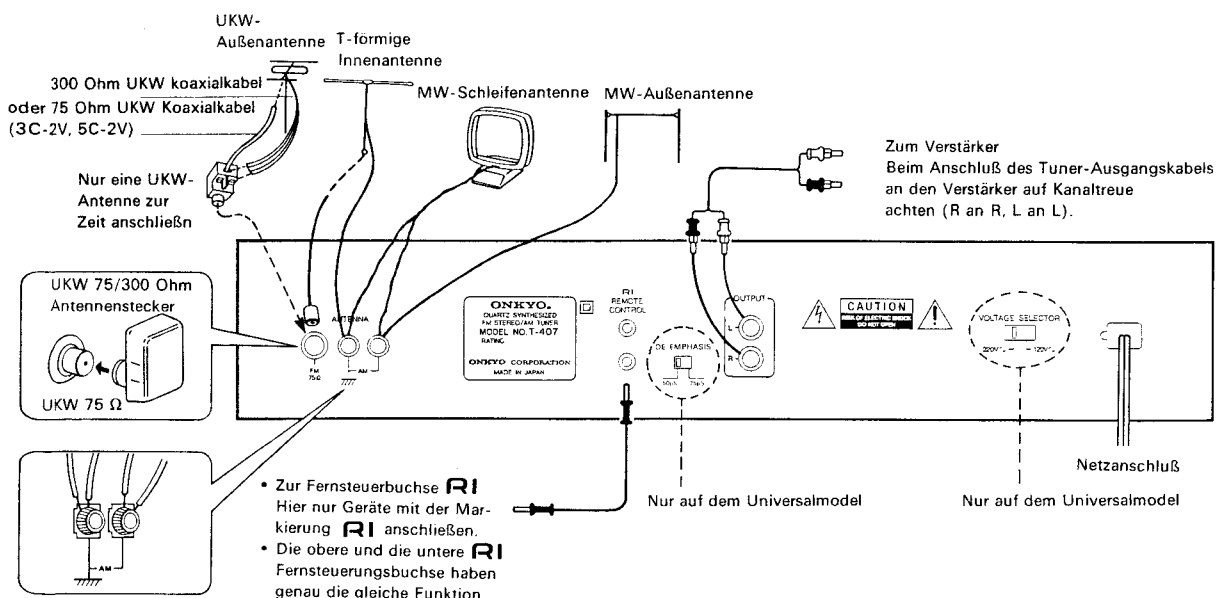 UKW-
Außenantenne
T-förmige
Innenantenne
300 Ohm UKW koaxialkabel
oder 75 Ohm UKW Koaxialkabel
(3C-2V, 5C-2V)
MW-Schleifenantenne
MW-Außenantenne
Nur eine UKW-
Antenne zur
Zeit anschließn
Zum Verstärker
Beim Anschluß des Tuner-Ausgangskabels
an den Verstärker auf Kanaltreue
achten (R an R, L an L).
UKW 75/300 Ohm
Antennenstecker
UKW 75 Ω
ANTENNA
FM
75Ω
AM
ONKYO.
QUARTZ SYNTHESIZED
FM STEREO/AM TUNER
MODEL NO. T-407
RATING
ONKYO CORPORATION
MADE IN JAPAN
RI
REMOTE
CONTROL
DE EMPHASIS
50µS 75µS
OUTPUT
L
R
CAUTION
VOLTAGE SELECTOR
220V 120V
Netzanschluß
Nur auf dem Universalmodel
Nur auf dem Universalmodel
AM
• Zur Fernsteuerbuchse RI
Hier nur Geräte mit der Mar-
kierung RI anschließen.
• Die obere und die untere RI
Fernsteuerungsbuchse haben
genau die gleiche Funktion